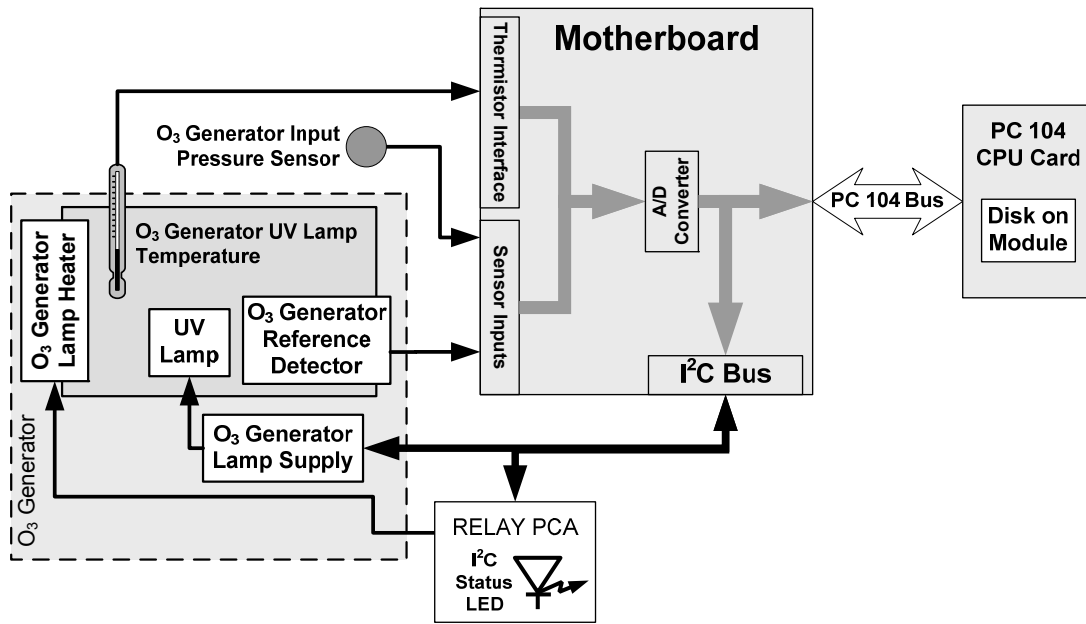 Motherboard
Thermistor Interface
O₃ Generator Input
Pressure Sensor
PC 104
CPU Card
A/D
Converter
PC 104 Bus
Disk on
Module
O₃ Generator UV Lamp
Temperature
Sensor Inputs
O₃ Generator
Lamp Heater
UV
Lamp
O₃ Generator
Reference
Detector
I²C Bus
O₃ Generator
Lamp Supply
O₃ Generator
RELAY PCA
I²C
Status
LED